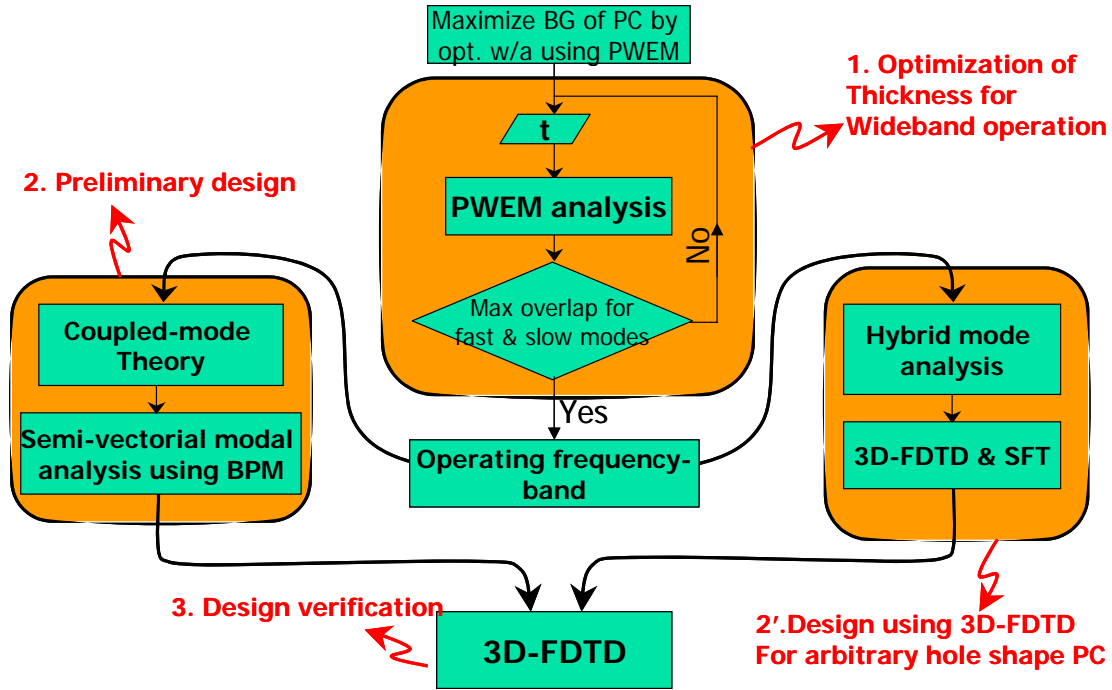 Maximize BG of PC by
opt. w/a using PWEM
1. Optimization of
Thickness for
Wideband operation
t
2. Preliminary design
PWEM analysis
No
Max overlap for
fast & slow modes
Coupled-mode
Theory
Hybrid mode
analysis
Yes
Semi-vectorial modal
analysis using BPM
Operating frequency-
band
3D-FDTD & SFT
3. Design verification
3D-FDTD
2'.Design using 3D-FDTD
For arbitrary hole shape PC